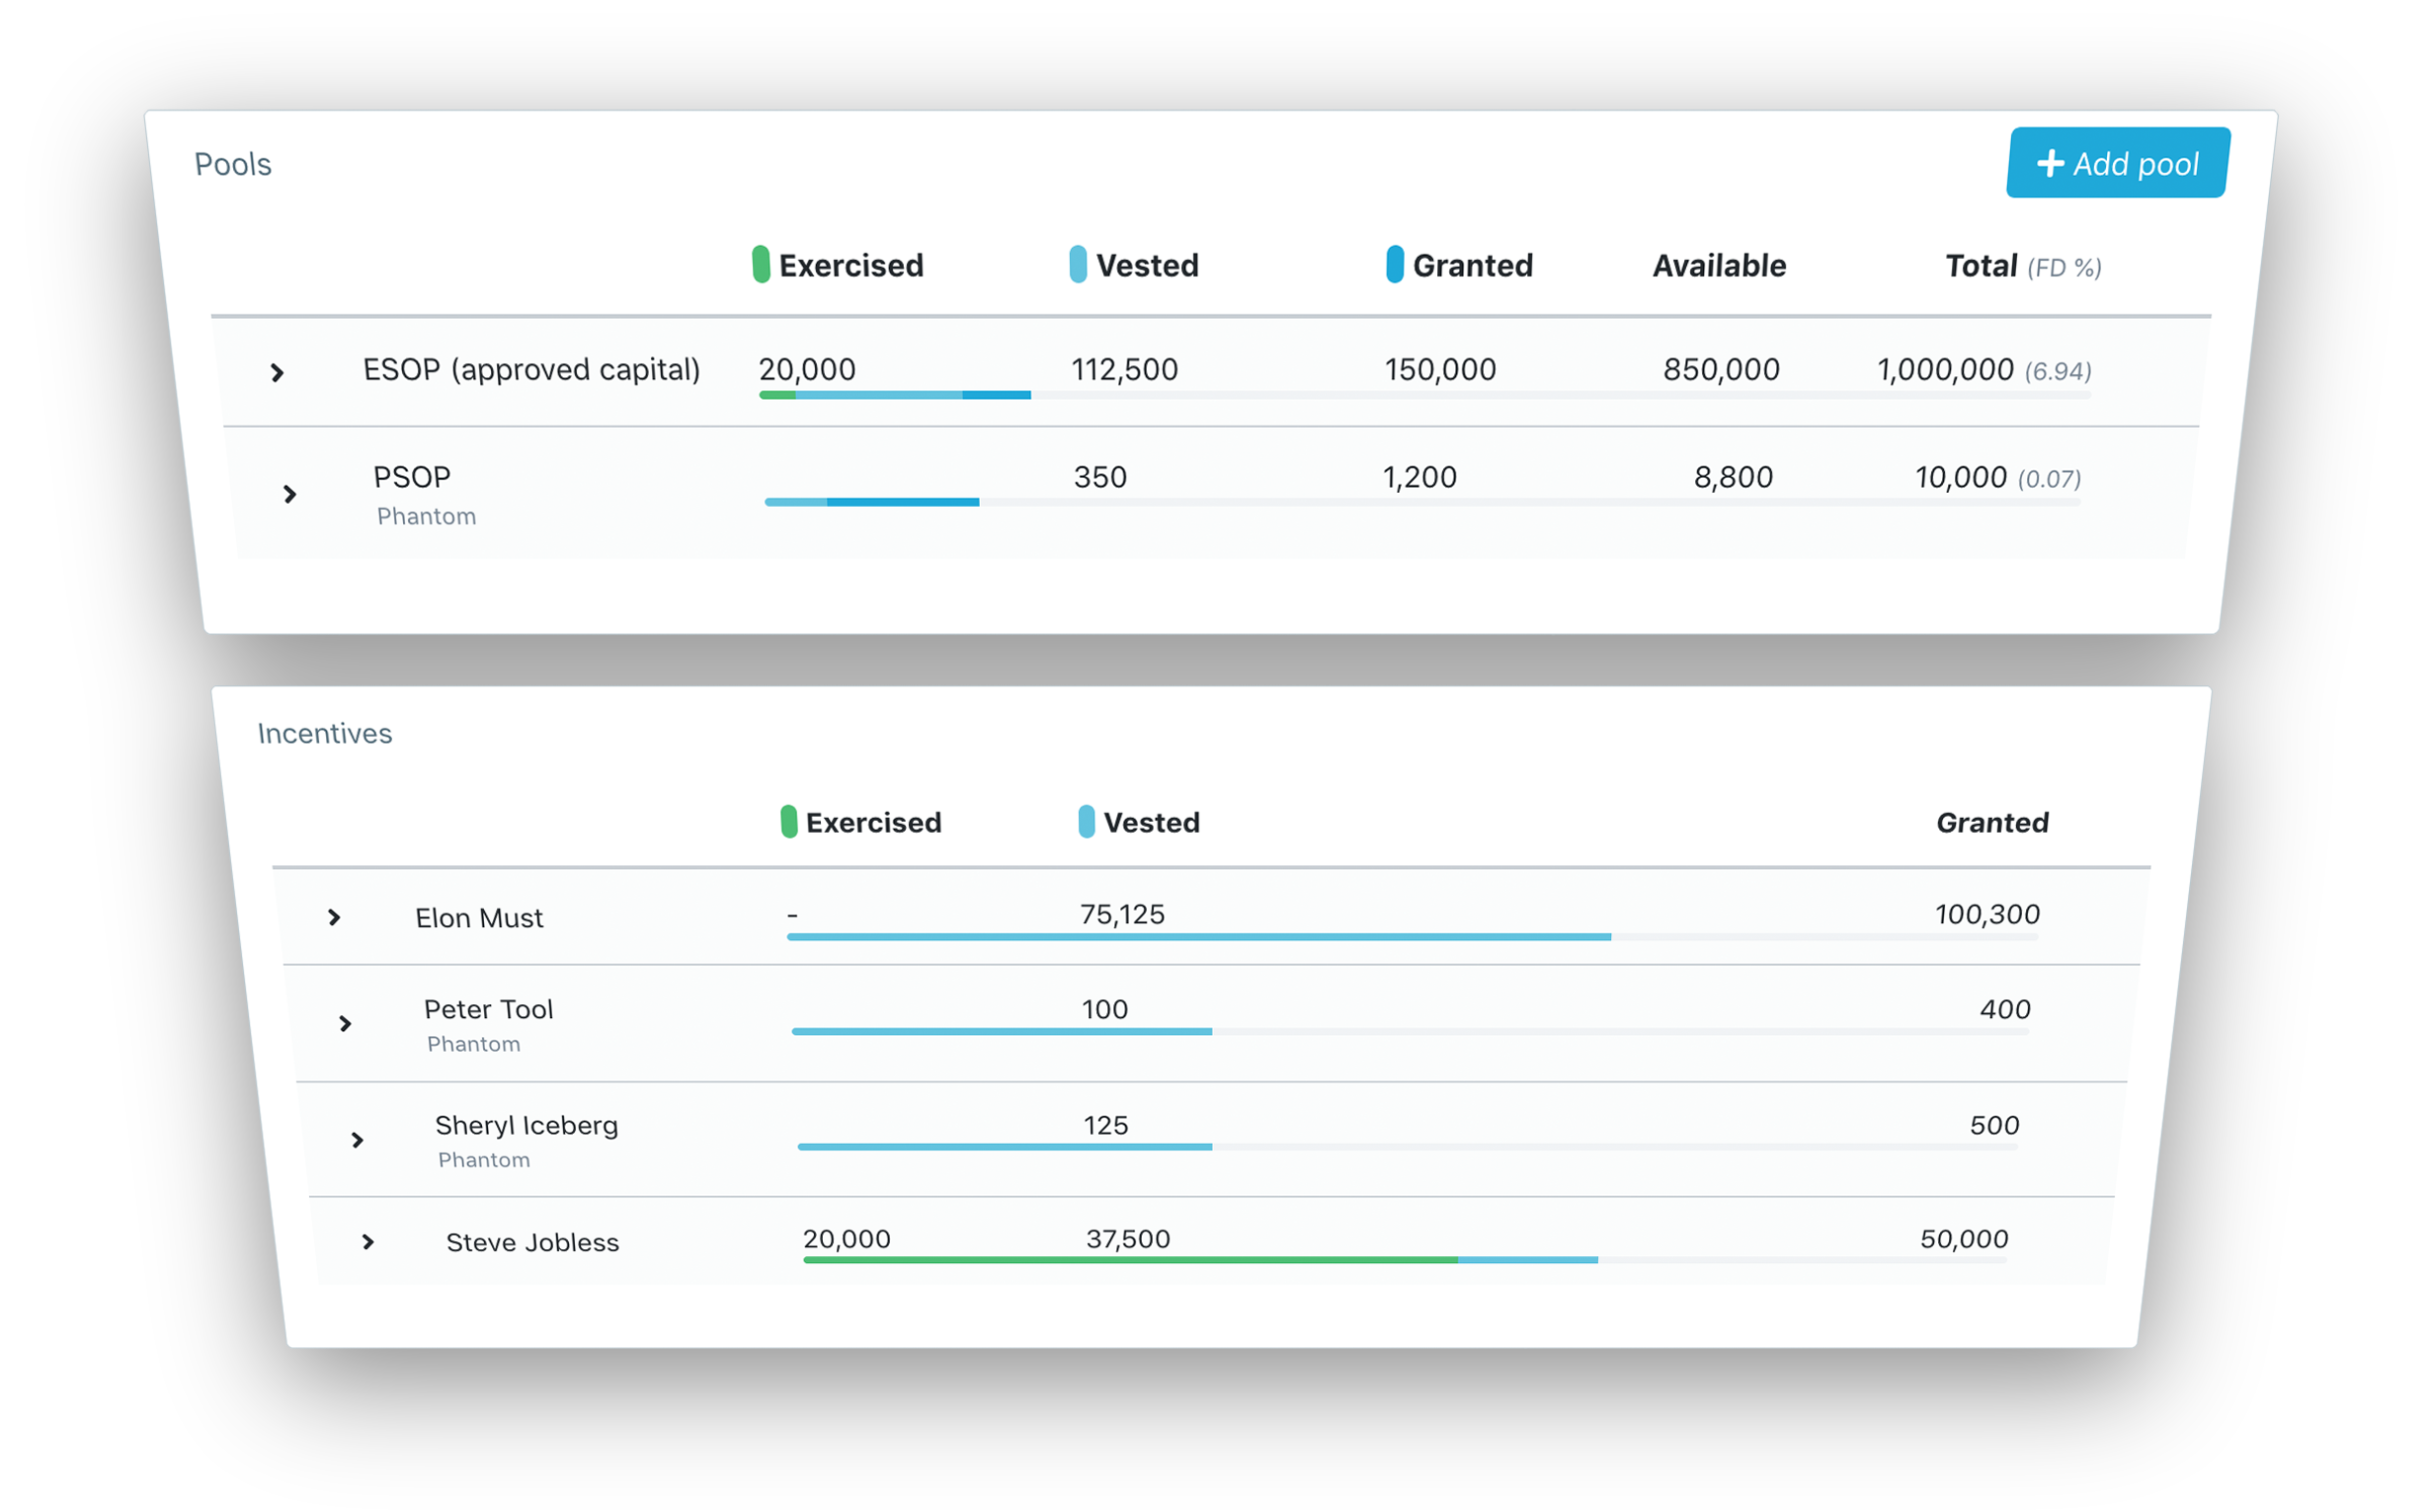 Pools
Add pool
Exercised Vested Granted Available Total (FD %)
ESOP (approved capital) 20,000 112,500 150,000 850,000 1,000,000 (6.94)
PSOP 350 1,200 8,800 10,000 (0.07)
Phantom
Incentives
Exercised Vested Granted
Elon Must - 75,125 100,300
Peter Tool 100 400
Phantom
Sheryl Iceberg 125 500
Phantom
Steve Jobless 20,000 37,500 50,000